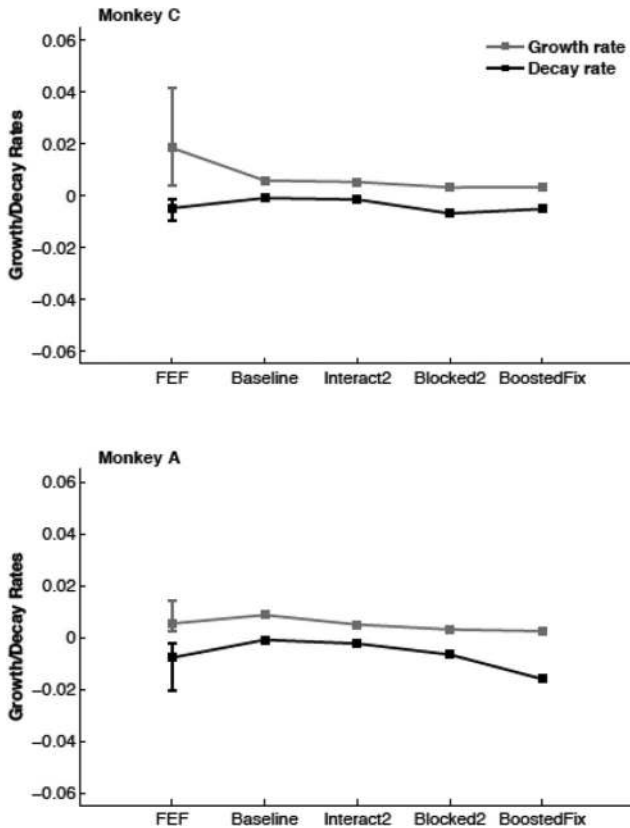 Monkey C
Growth rate
Decay rate
Growth/Decay Rates
0.06
0.04
0.02
0
−0.02
−0.04
−0.06
FEF Baseline Interact2 Blocked2 BoostedFix
Monkey A
Growth/Decay Rates
0.06
0.04
0.02
0
−0.02
−0.04
−0.06
FEF Baseline Interact2 Blocked2 BoostedFix